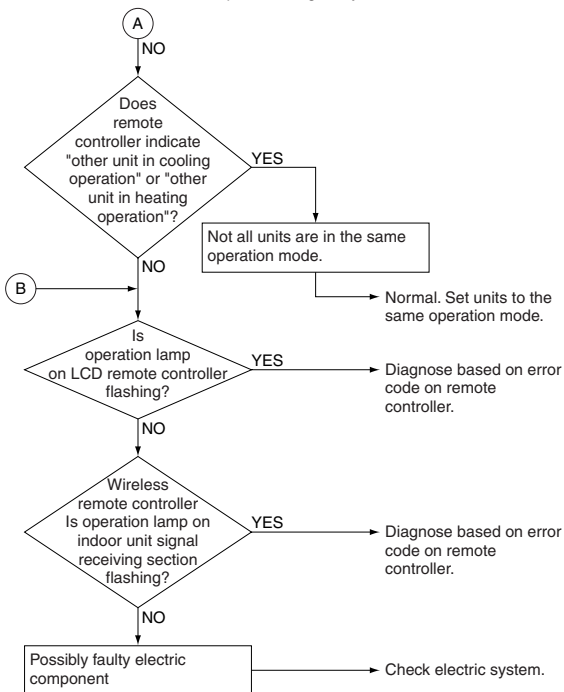 A
NO
Does
remote
controller indicate
"other unit in cooling
operation" or "other
unit in heating
operation"?
YES
Not all units are in the same
operation mode.
NO
B
Normal. Set units to the
same operation mode.
Is
operation lamp
on LCD remote controller
flashing?
YES
Diagnose based on error
code on remote
controller.
NO
Wireless
remote controller
Is operation lamp on
indoor unit signal
receiving section
flashing?
YES
Diagnose based on error
code on remote
controller.
NO
Possibly faulty electric
component
Check electric system.